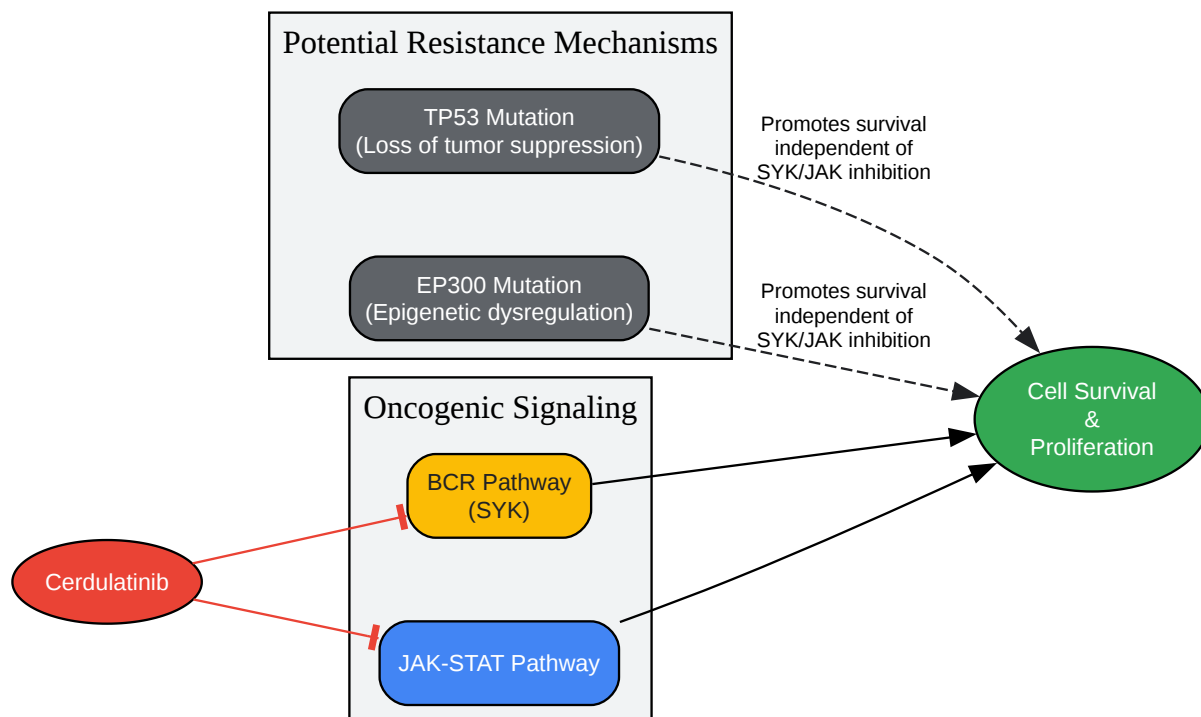 Potential Resistance Mechanisms
TP53 Mutation
(Loss of tumor suppression)
Promotes survival
independent of
SYK/JAK inhibition
EP300 Mutation
(Epigenetic dysregulation)
Promotes survival
independent of
SYK/JAK inhibition
Cell Survival
&
Proliferation
Oncogenic Signaling
BCR Pathway
(SYK)
Cerdulatinib
JAK-STAT Pathway